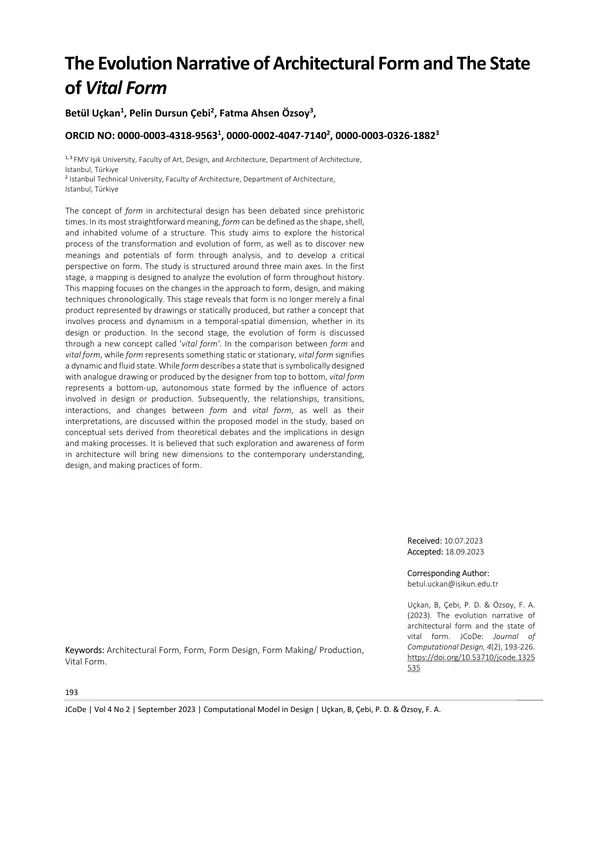 The Evolution Narrative of Architectural Form and The State
of Vital Form
Betül Uçkan1, Pelin Dursun Çebi2, Fatma Ahsen Özsoy3,
ORCID NO: 0000-0003-4318-95631, 0000-0002-4047-71402, 0000-0003-0326-18823
1, 3 FMV Işık University, Faculty of Art, Design, and Architecture, Department of Architecture,
Istanbul, Türkiye
2 Istanbul Technical University, Faculty of Architecture, Department of Architecture,
Istanbul, Türkiye
The concept of form in architectural design has been debated since prehistoric
times. In its most straightforward meaning, form can be defined as the shape, shell,
and inhabited volume of a structure. This study aims to explore the historical
process of the transformation and evolution of form, as well as to discover new
meanings and potentials of form through analysis, and to develop a critical
perspective on form. The study is structured around three main axes. In the first
stage, a mapping is designed to analyze the evolution of form throughout history.
This mapping focuses on the changes in the approach to form, design, and making
techniques chronologically. This stage reveals that form is no longer merely a final
product represented by drawings or statically produced, but rather a concept that
involves process and dynamism in a temporal-spatial dimension, whether in its
design or production. In the second stage, the evolution of form is discussed
through a new concept called 'vital form'. In the comparison between form and
vital form, while form represents something static or stationary, vital form signifies
a dynamic and fluid state. While form describes a state that is symbolically designed
with analogue drawing or produced by the designer from top to bottom, vital form
represents a bottom-up, autonomous state formed by the influence of actors
involved in design or production. Subsequently, the relationships, transitions,
interactions, and changes between form and vital form, as well as their
interpretations, are discussed within the proposed model in the study, based on
conceptual sets derived from theoretical debates and the implications in design
and making processes. It is believed that such exploration and awareness of form
in architecture will bring new dimensions to the contemporary understanding,
design, and making practices of form.
Received: 10.07.2023
Accepted: 18.09.2023
Corresponding Author:
betul.uckan@isikun.edu.tr
Uçkan, B, Çebi, P. D. & Özsoy, F. A.
(2023). The evolution narrative of
architectural form and the state of
vital form. JCoDe: Journal of
Computational Design, 4(2), 193-226.
https://doi.org/10.53710/jcode.1325
535
Keywords: Architectural Form, Form, Form Design, Form Making/ Production,
Vital Form.
193
JCoDe | Vol 4 No 2 | September 2023 | Computational Model in Design | Uçkan, B, Çebi, P. D. & Özsoy, F. A.